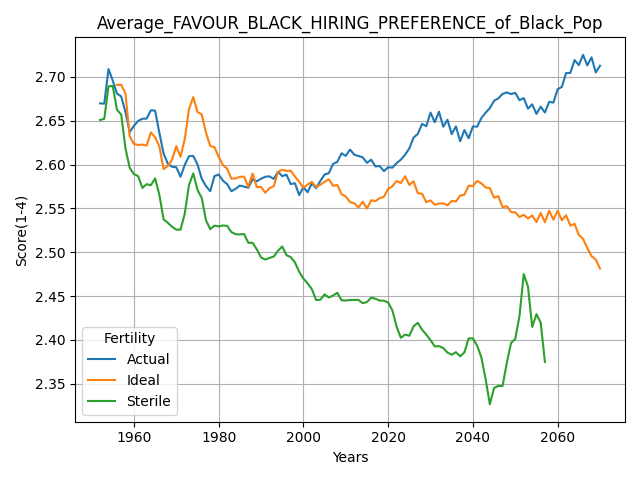 Average_FAVOUR_BLACK_HIRING_PREFERENCE_of_Black_Pop
Score(1-4)
2.70
2.65
2.60
2.55
2.50
2.45
2.40
2.35
Fertility
Actual
Ideal
Sterile
1960 1980 2000 2020 2040 2060
Years